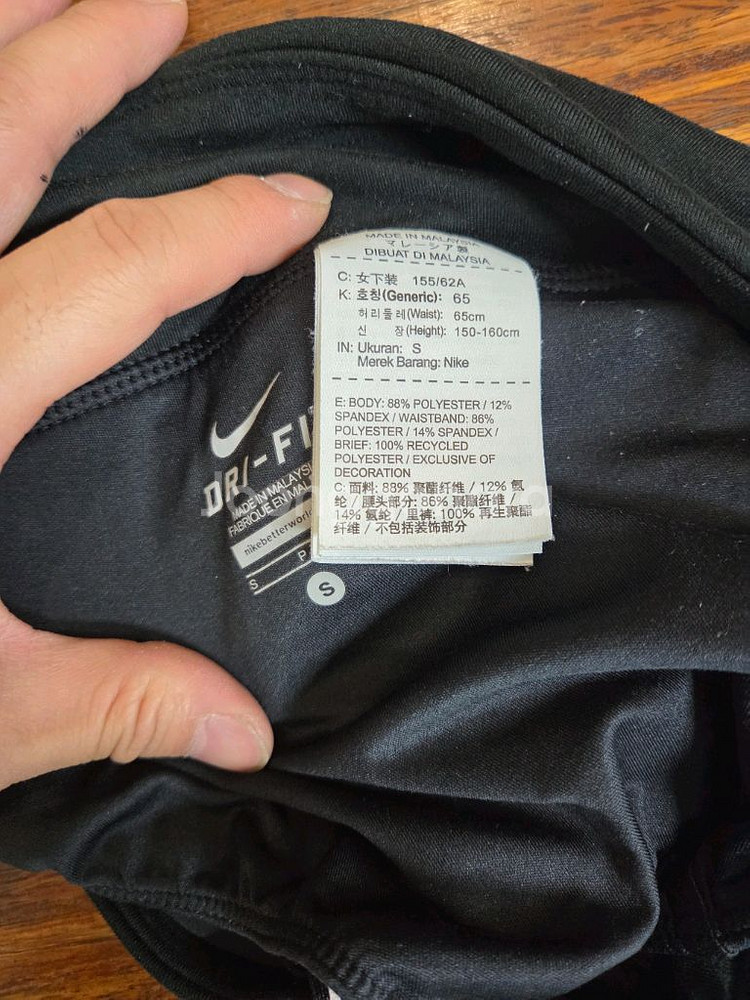 MADE IN MALAYSIA
マレーシア製
DIBUAT DI MALAYSIA
C: 女下装 155/62A
K: 호칭(Generic): 65
허리둘레(Waist): 65cm
신 장(Height): 150-160cm
IN: Ukuran: S
Merek Barang: Nike
E: BODY: 88% POLYESTER / 12%
SPANDEX / WAISTBAND: 86%
POLYESTER / 14% SPANDEX /
BRIEF: 100% RECYCLED
POLYESTER / EXCLUSIVE OF
DECORATION
C: 面料: 88% 聚酯纤维 / 12% 氨
纶 / 腰头部分: 86% 聚酯纤维 /
14% 氨纶 / 里裤: 100% 再生聚酯
纤维 / 不包括装饰部分
DRI-FI
MADE IN MALAYSI
FABRIQUÉ EN MAL
nikebetterworl
S P
S